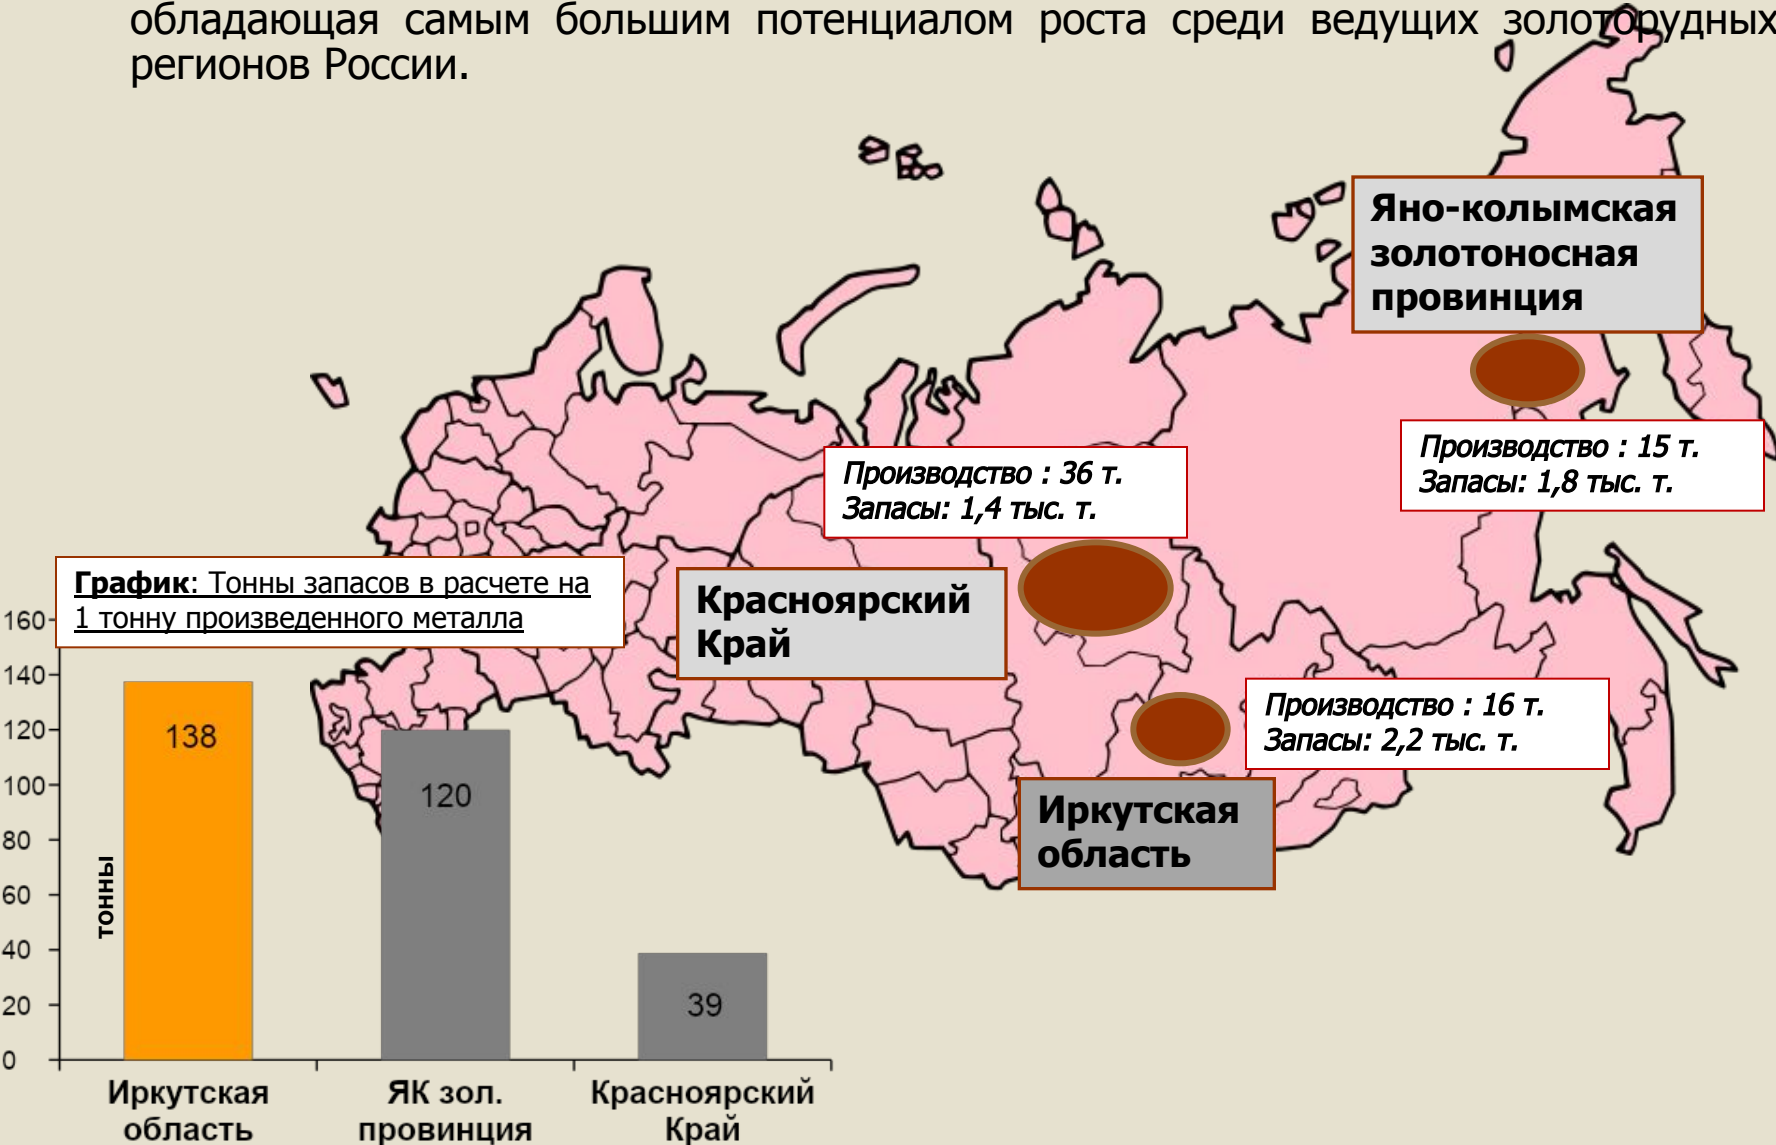 обладающая самым большим потенциалом роста среди ведущих золоторудных
регионов России.
Яно-колымская
золотоносная
провинция
Производство : 15 т.
Запасы: 1,8 тыс. т.
Производство : 36 т.
Запасы: 1,4 тыс. т.
Красноярский
Край
Производство : 16 т.
Запасы: 2,2 тыс. т.
Иркутская
область
График: Тонны запасов в расчете на
1 тонну произведенного металла
160
140
120
100
80
60
40
20
0
тонны
138
120
39
Иркутская
область
ЯК зол.
провинция
Красноярский
Край